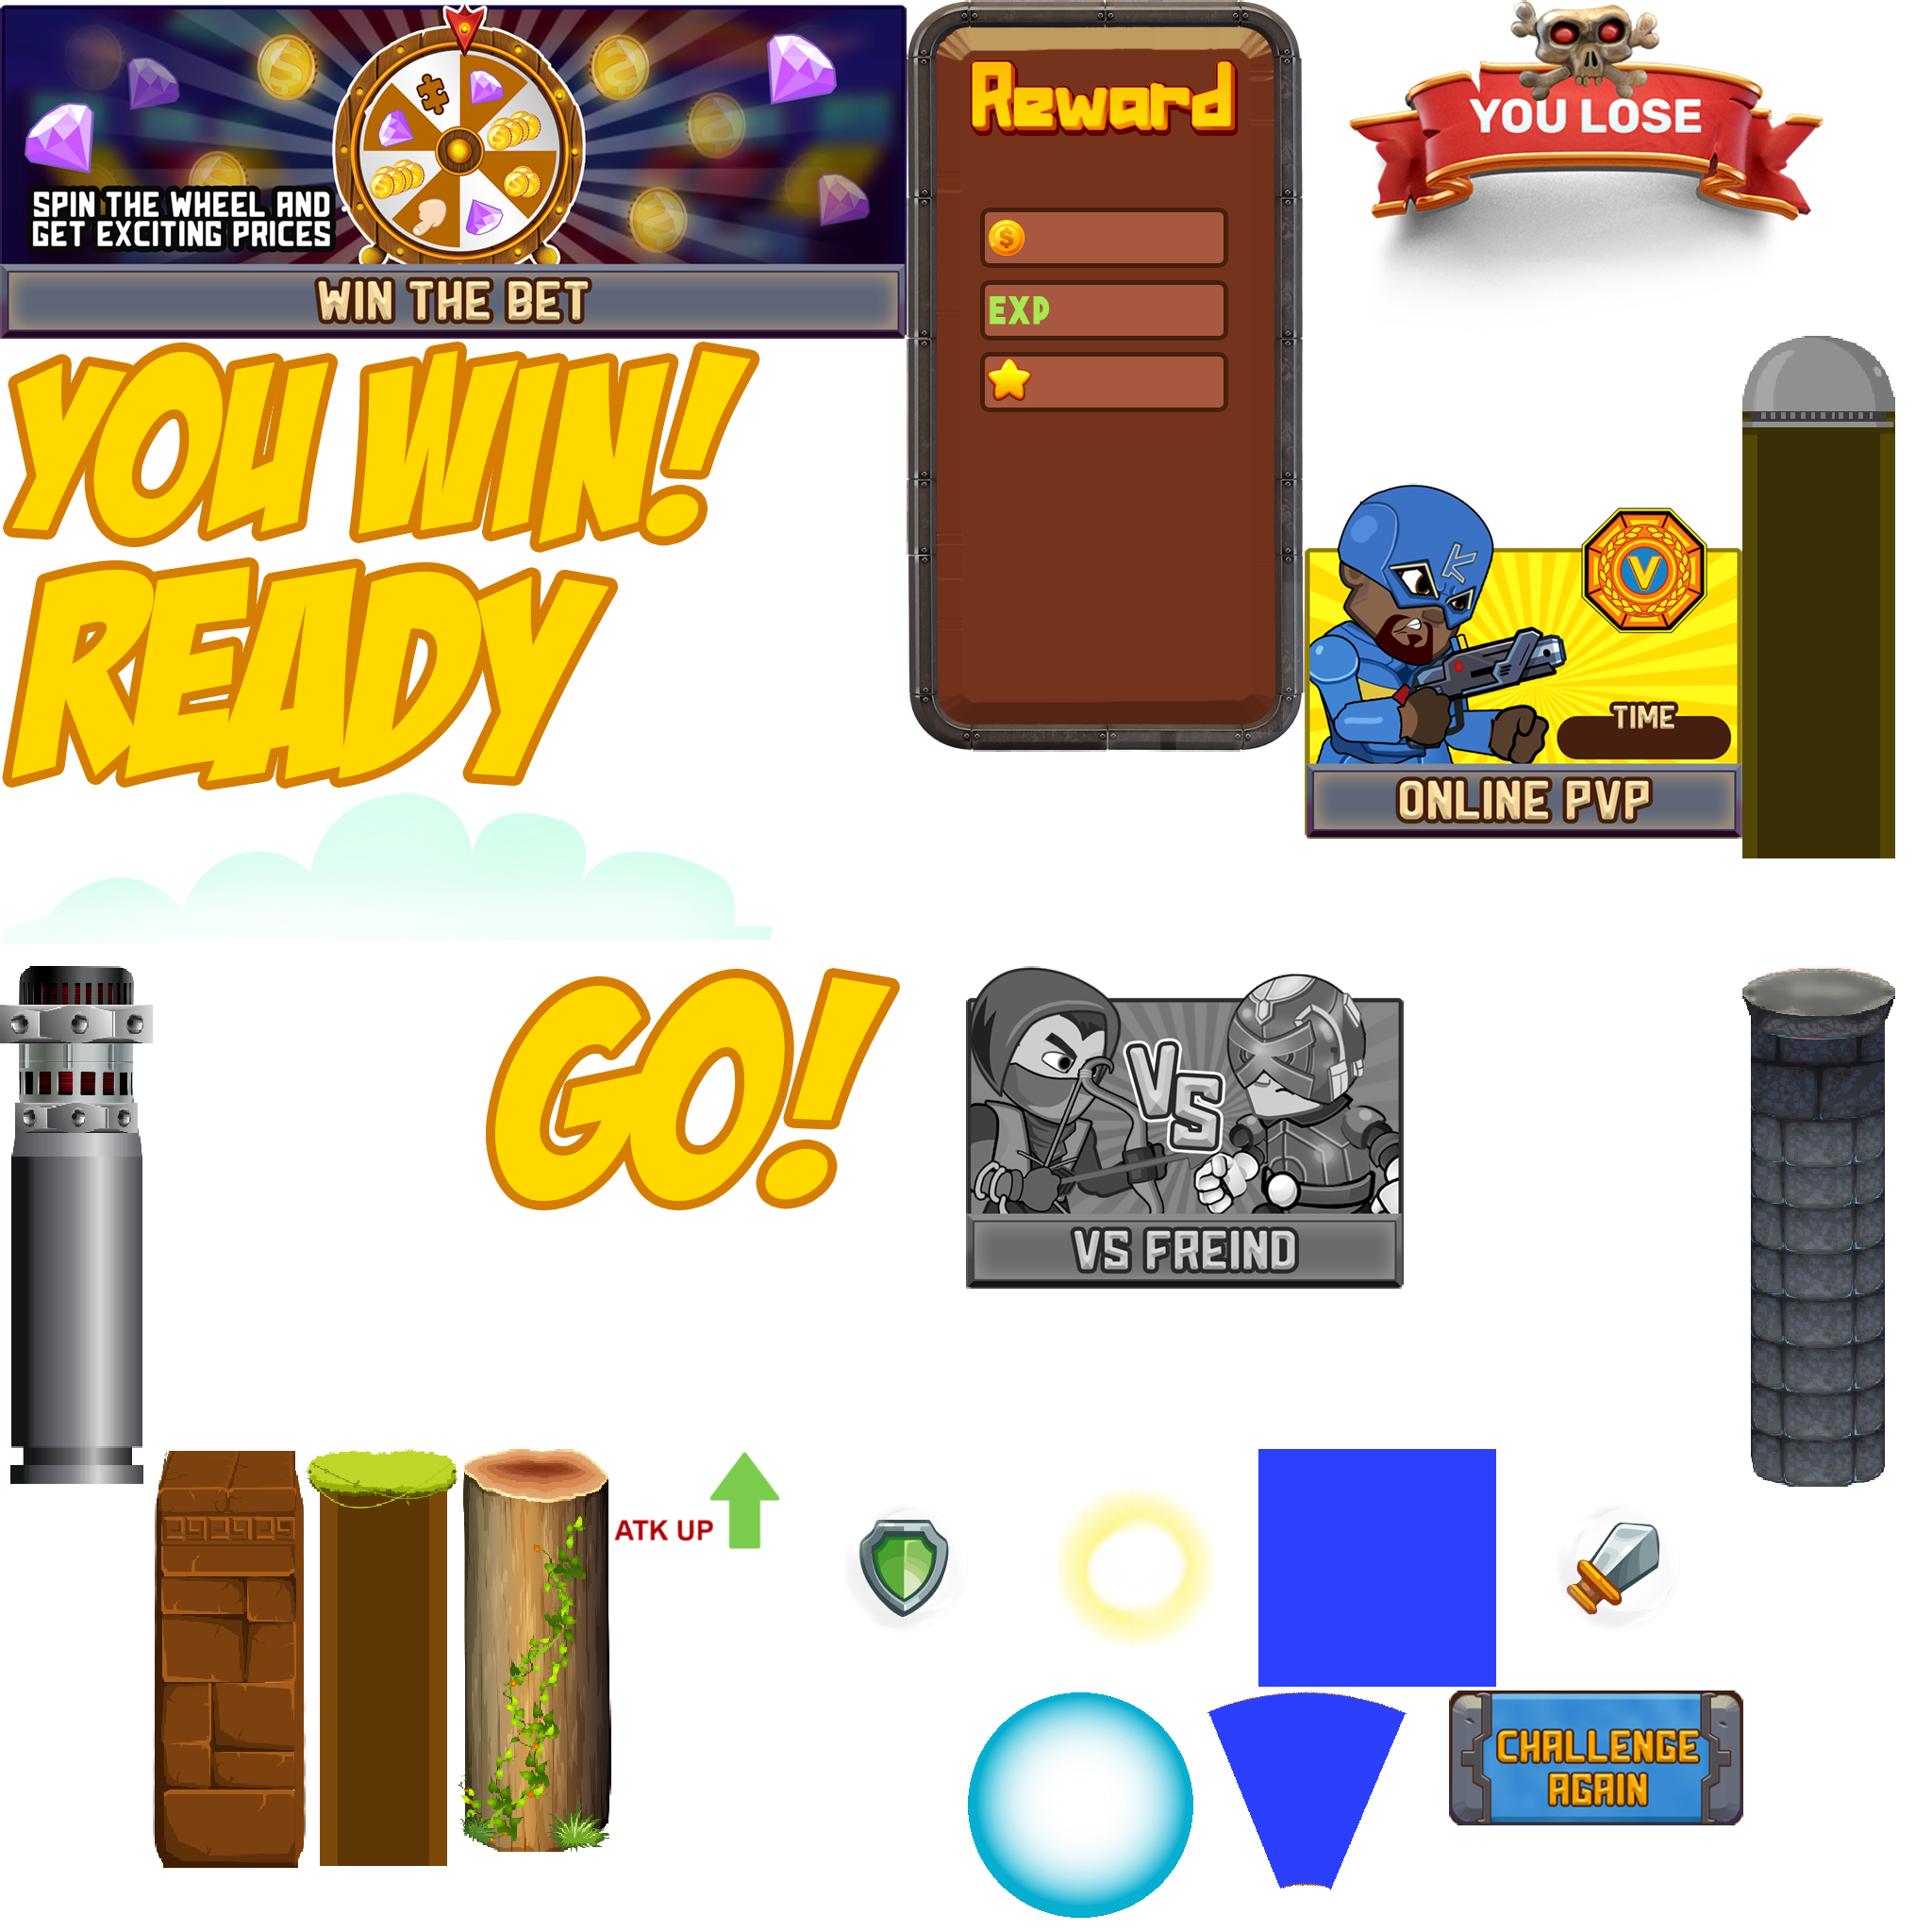 SPIN THE WHEEL AND
GET EXCITING PRICES
WIN THE BET
Reward
EXP
YOU LOSE
YOU WIN!
READY
K
V
TIME
ONLINE PVP
GO!
VS
VS FREIND
ATK UP
CHALLENGE
AGAIN